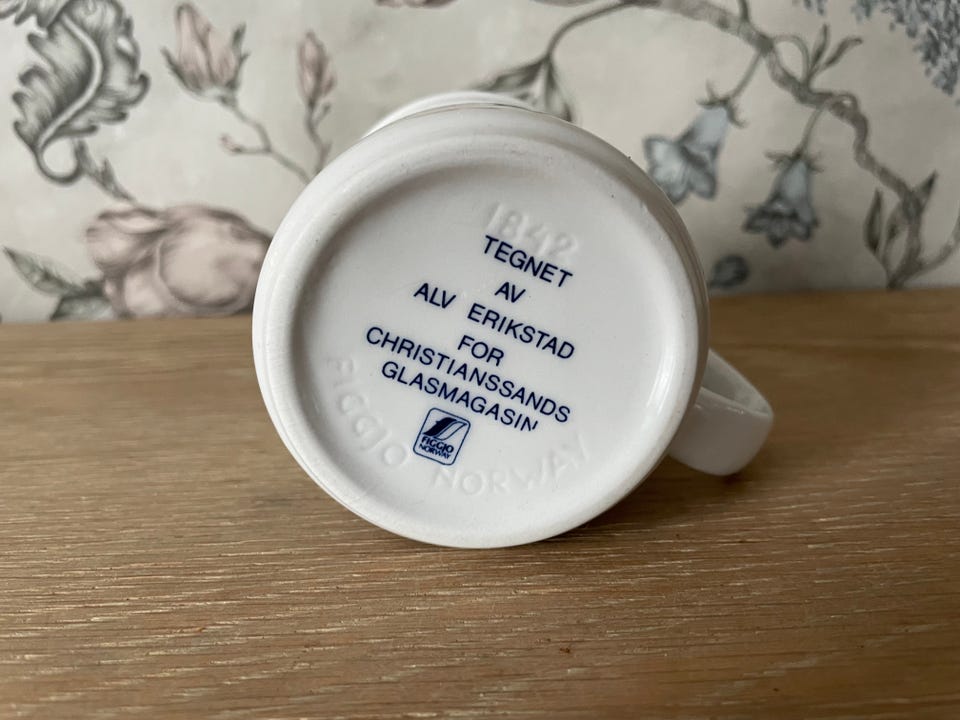 1842
TEGNET
AV
ALV ERIKSTAD
FOR
CHRISTIANSSANDS
GLASMAGASIN
FIGGJO
NORWAY
FIGGJO NORWAY